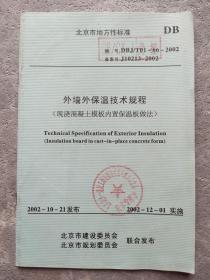 北京市地方性标准
DB
编 号 DBJ/T01-66-2002
备案号 J10213-2002
外墙外保温技术规程
(现浇混凝土模板内置保温板做法)
Technical Specification of Exterior Insulation
(Insulation board in cast-in-place concrete form)
2002-10-21发布
2002-12-01 实施
北京市建设委员会
北京市规划委员会
联合发布